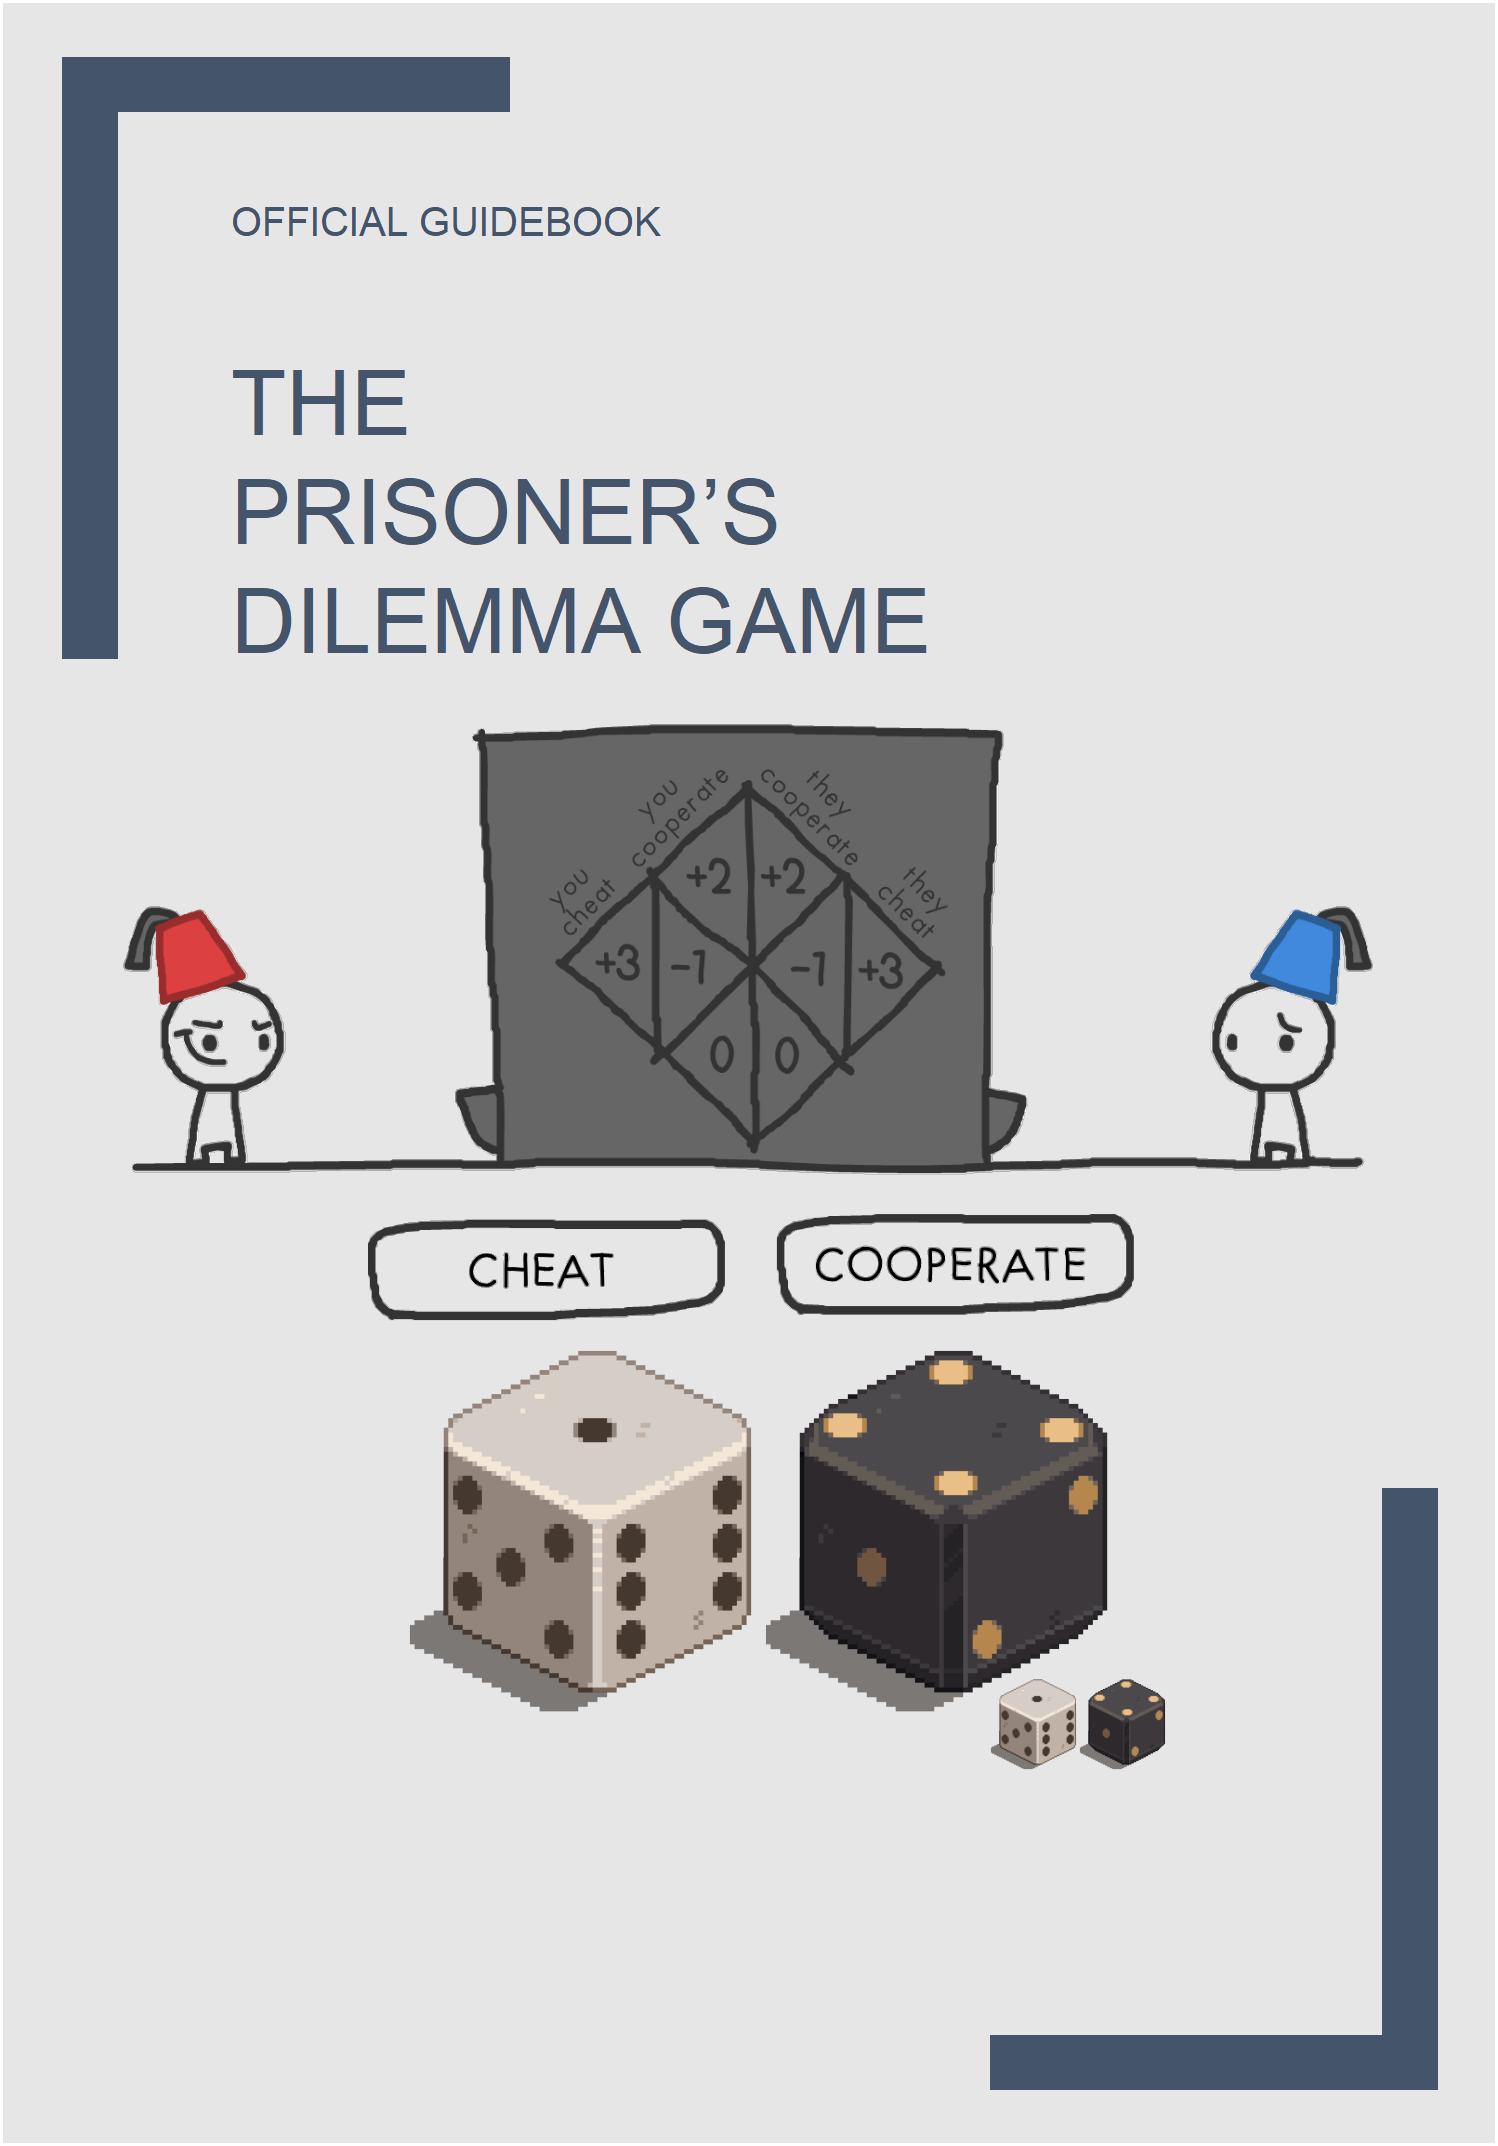 OFFICIAL GUIDEBOOK
THE
PRISONER’S
DILEMMA GAME
you
cooperate
they
cooperate
you
cheat
they
cheat
+2 +2
+3 -1 -1 +3
0 0
CHEAT COOPERATE